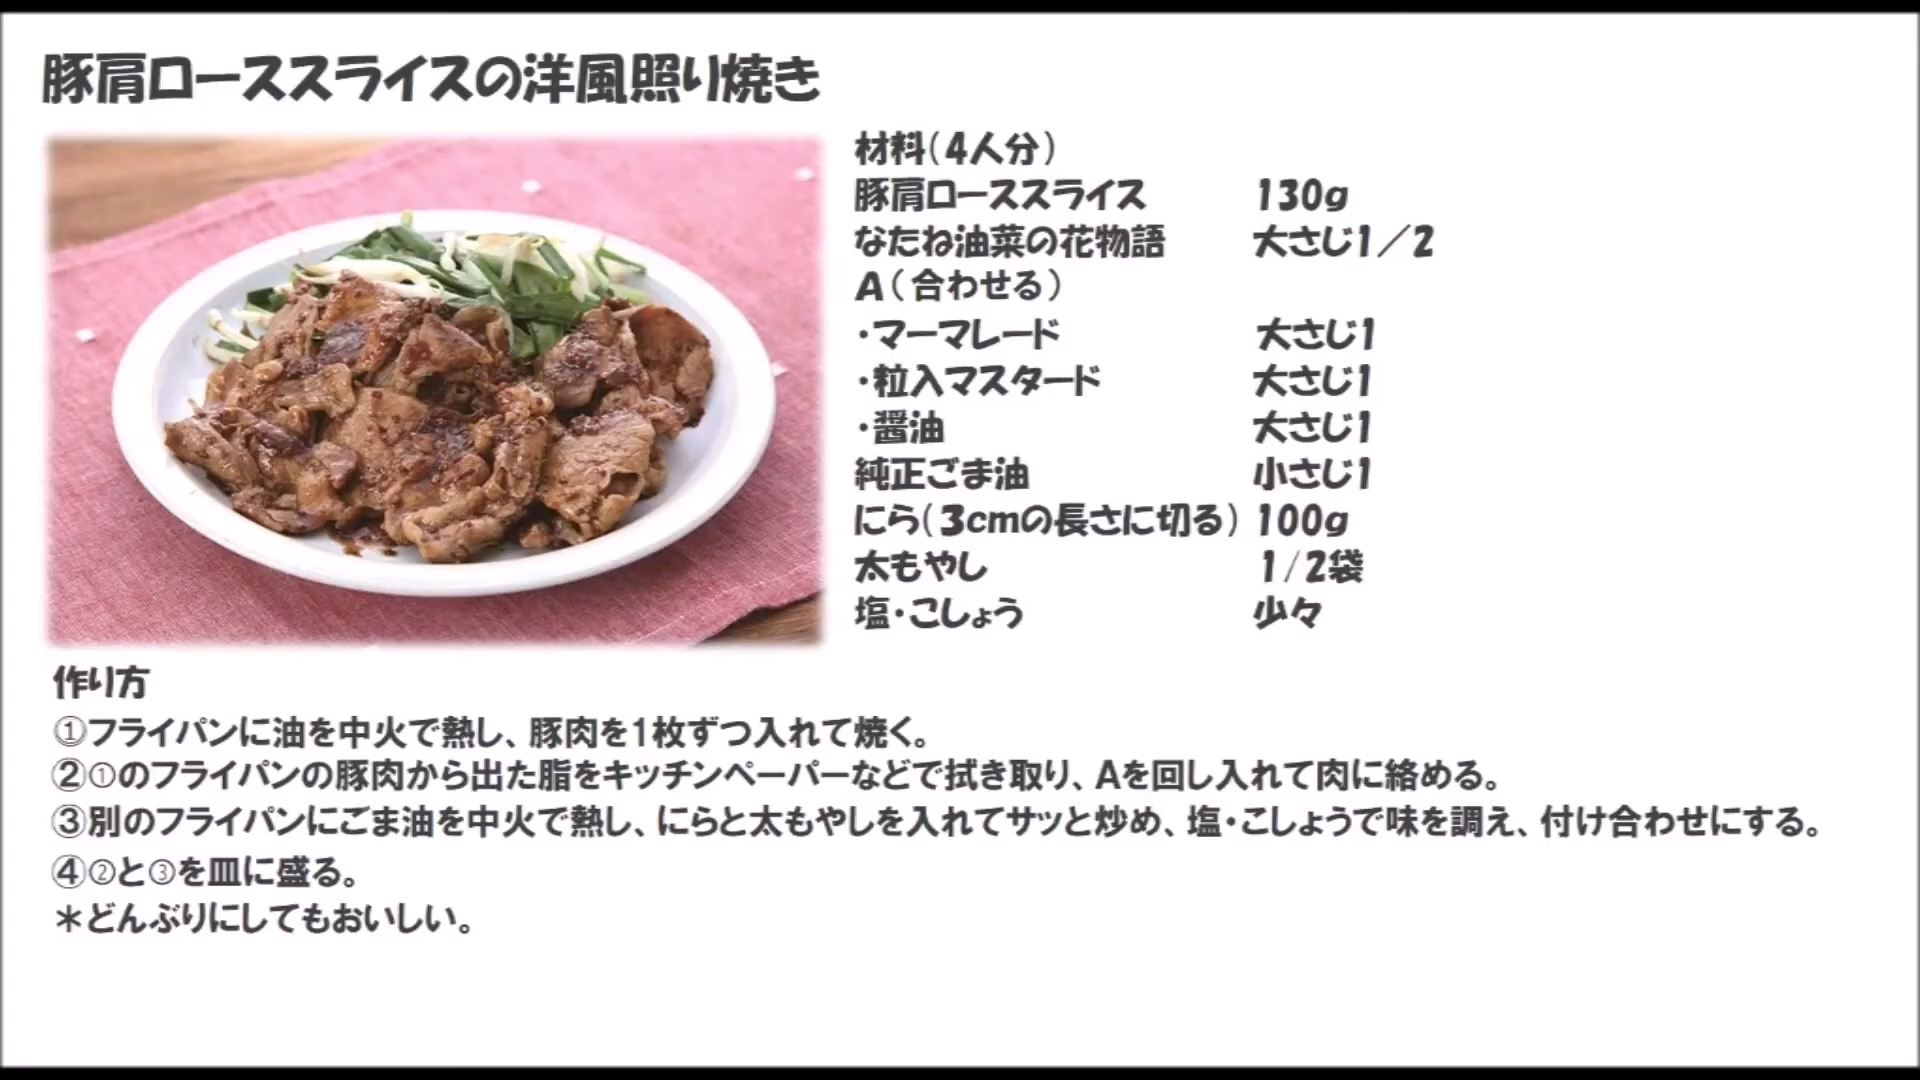 豚肩ローススライスの洋風照り焼き
材料(4人分)
豚肩ローススライス 130g
なたね油菜の花物語 大さじ1/2
A(合わせる)
・マーマレード 大さじ1
・粒入マスタード 大さじ1
・醤油 大さじ1
純正ごま油 小さじ1
にら(3cmの長さに切る) 100g
太もやし 1/2袋
塩・こしょう 少々
作り方
①フライパンに油を中火で熱し、豚肉を1枚ずつ入れて焼く。
②①のフライパンの豚肉から出た脂をキッチンペーパーなどで拭き取り、Aを回し入れて肉に絡める。
③別のフライパンにごま油を中火で熱し、にらと太もやしを入れてサッと炒め、塩・こしょうで味を調え、付け合わせにする。
④②と③を皿に盛る。
＊どんぶりにしてもおいしい。